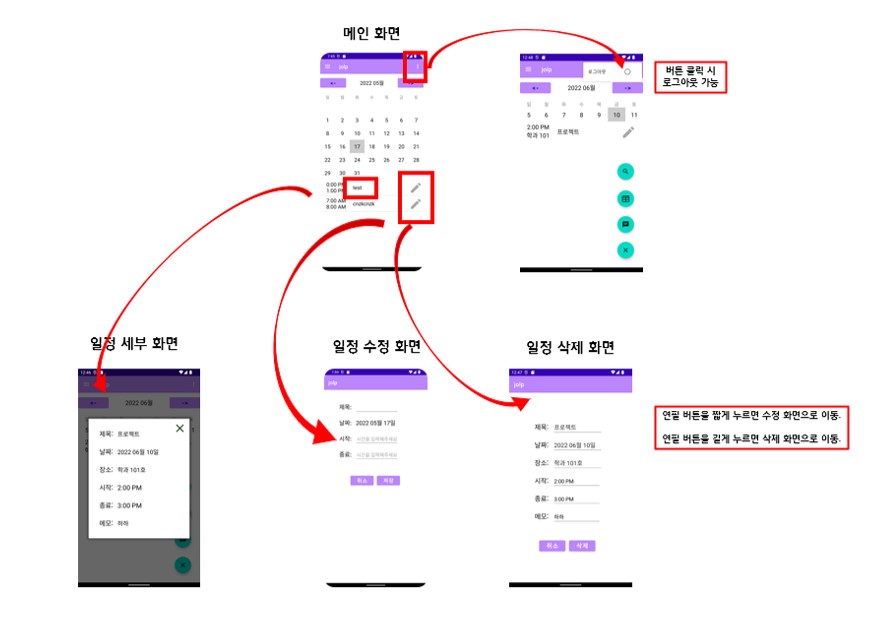 메인 화면
7:46
jolp
2022 05월
일 월 화 수 목 금 토
1 2 3 4 5 6 7
8 9 10 11 12 13 14
15 16 17 18 19 20 21
22 23 24 25 26 27 28
29 30 31
0:00 PM
1:00 PM
test
7:00 AM
8:00 AM
cnzkcnzk
12:48
jolp
로그아웃
2022 06월
일 월 화 수 목 금 토
5 6 7 8 9 10 11
2:00 PM
학과 101
프로젝트
버튼 클릭 시
로그아웃 가능
일정 세부 화면
12:46
2022 06월
제목: 프로젝트
날짜: 2022 06월 10일
장소: 학과 101호
시작: 2:00 PM
종료: 3:00 PM
메모: 하하
일정 수정 화면
jolp
제목:
날짜: 2022 05월 17일
시작: 시간을 입력해주세요
종료: 시간을 입력해주세요
취소 저장
일정 삭제 화면
12:47
jolp
제목: 프로젝트
날짜: 2022 06월 10일
장소: 학과 101호
시작: 2:00 PM
종료: 3:00 PM
메모: 하하
취소 삭제
연필 버튼을 짧게 누르면 수정 화면으로 이동.
연필 버튼을 길게 누르면 삭제 화면으로 이동.